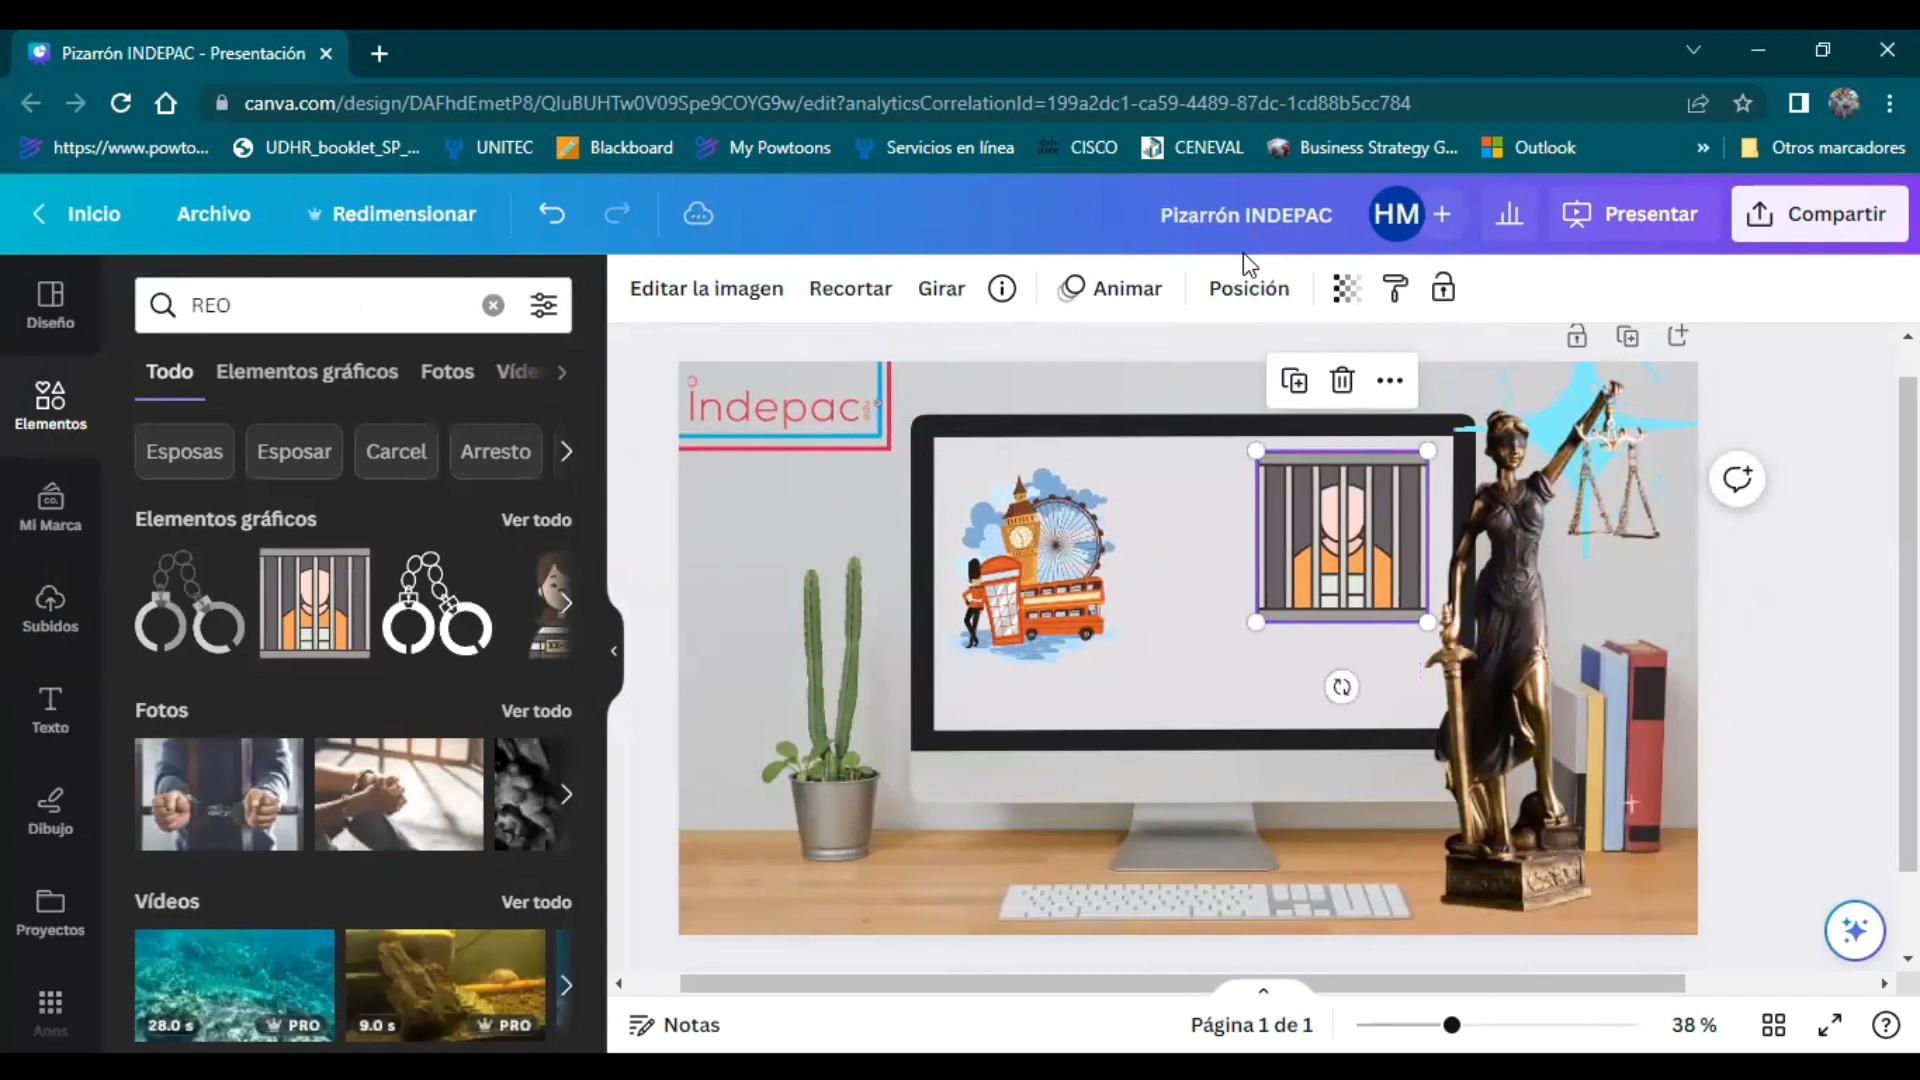 Pizarrón INDEPAC - Presentación
canva.com/design/DAFhdEmetP8/QIuBUHTw0V09Spe9COYG9w/edit?analyticsCorrelationId=199a2dc1-ca59-4489-87dc-1cd88b5cc784
https://www.powto... UDHR_booklet_SP_... UNITEC Blackboard My Powtoons Servicios en línea CISCO CENEVAL Business Strategy G... Outlook » Otros marcadores
Inicio Archivo Redimensionar Pizarrón INDEPAC HM + Presentar Compartir
Diseño
Elementos
Mi Marca
Subidos
Texto
Dibujo
Proyectos
REO
Todo Elementos gráficos Fotos
Esposas Esposar Carcel Arresto
Elementos gráficos Ver todo
Fotos Ver todo
Vídeos Ver todo
28.0 s PRO 9.0 s PRO
Editar la imagen Recortar Girar Animar Posición
Indepac
Notas Página 1 de 1 38 %